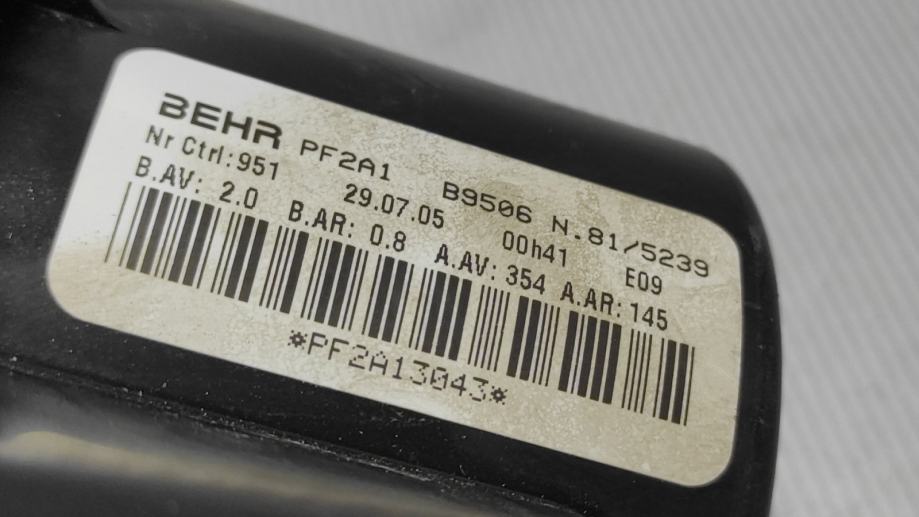 BEHR PF2A1 B9506 N.81/5239
Nr Ctrl:951 29.07.05 00h41 E09
B.AV: 2.0 B.AR: 0.8 A.AV: 354 A.AR: 145
*PF2A13043*